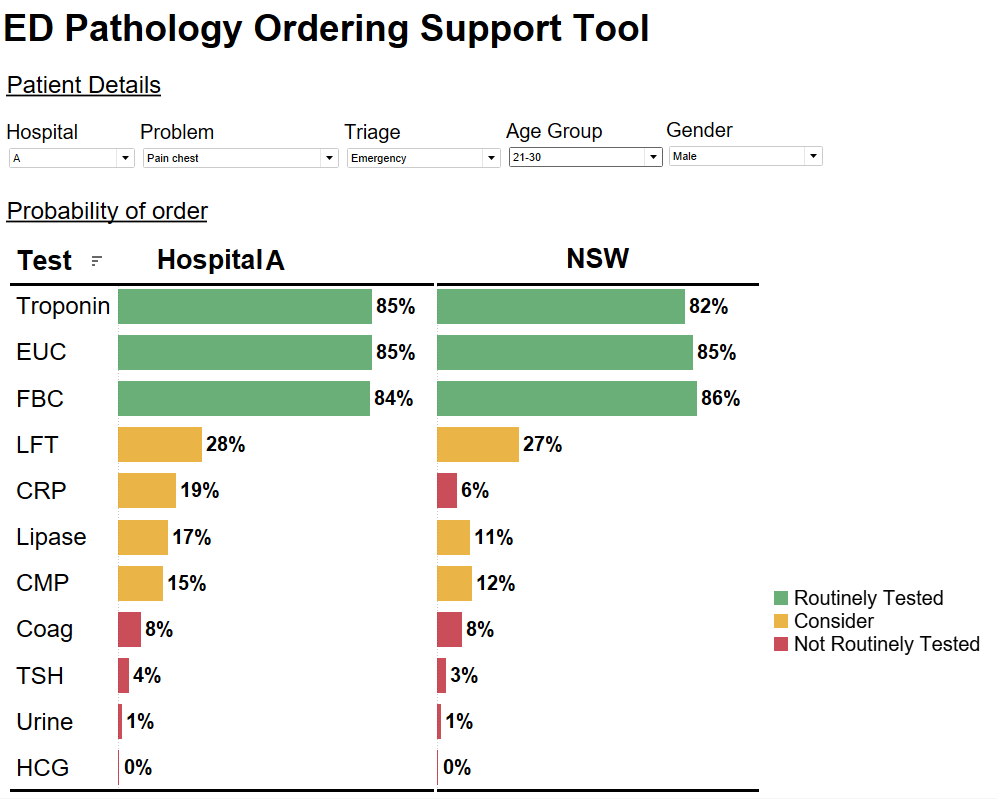 ED Pathology Ordering Support Tool
Patient Details
Hospital Problem Triage Age Group Gender
A Pain chest Emergency 21-30 Male
Probability of order
Test Hospital A NSW
Troponin 85% 82%
EUC 85% 85%
FBC 84% 86%
LFT 28% 27%
CRP 19% 6%
Lipase 17% 11%
CMP 15% 12%
Coag 8% 8%
TSH 4% 3%
Urine 1% 1%
HCG 0% 0%
Routinely Tested
Consider
Not Routinely Tested